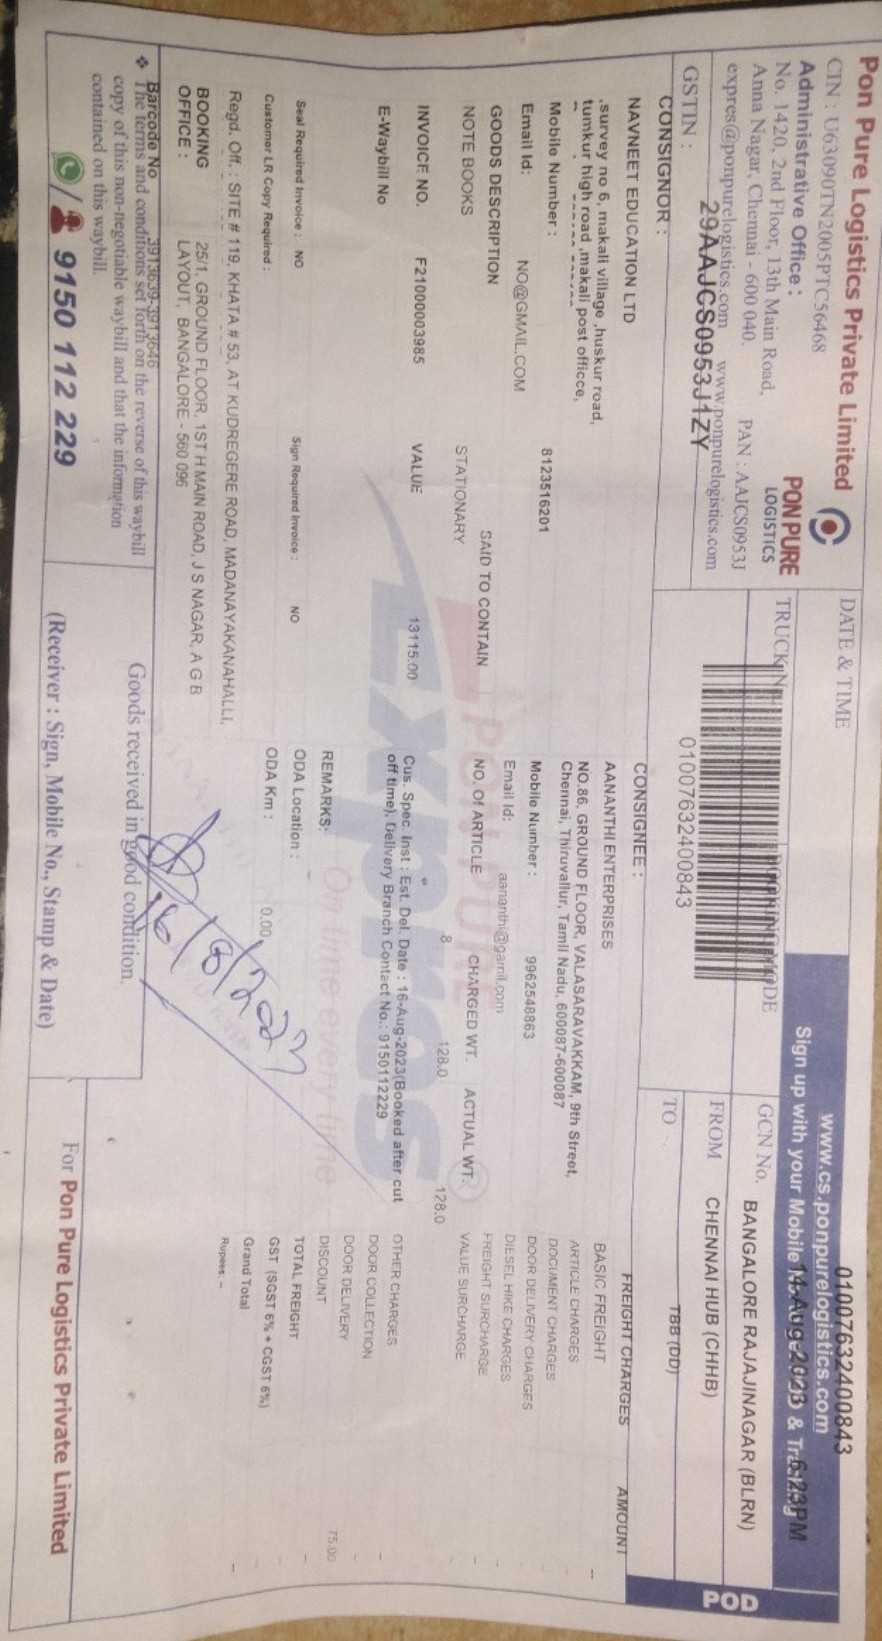 Pon Pure Logistics Private Limited
CIN : U63090TN2005PTC56468
Administrative Office :
No. 1420, 2nd Floor, 13th Main Road,
Anna Nagar, Chennai - 600 040.
PAN : AAJCS0953J
expres@ponpurelogistics.com www.ponpurelogistics.com
GSTIN : 29AAJCS0953J1ZY
PON PURE
LOGISTICS
DATE & TIME
TRUCK No
BOOKING MODE
01007632400843
01007632400843
www.cs.ponpurelogistics.com
Sign up with your Mobile & Tracking
14-Aug-2023 6:23PM
GCN No. BANGALORE RAJAJINAGAR (BLRN)
FROM CHENNAI HUB (CHHB)
TO TBB (DD)
POD
CONSIGNOR :
NAVNEET EDUCATION LTD
,survey no 6, makali village ,huskur road,
tumkur high road ,makali post officce,
Mobile Number : 8123516201
Email Id: NO@GMAIL.COM
CONSIGNEE :
AANANTHI ENTERPRISES
NO.86, GROUND FLOOR, VALASARAVAKKAM, 9th Street,
Chennai, Thiruvallur, Tamil Nadu, 600087-600087
Mobile Number : 9962548863
Email Id: aananthi@gamil.com
GOODS DESCRIPTION SAID TO CONTAIN NO. Of ARTICLE CHARGED WT. ACTUAL WT.
NOTE BOOKS STATIONARY 8 128.0 128.0
INVOICE NO. F21000003985 VALUE 13115.00
Cus. Spec. Inst : Est. Del. Date : 16-Aug-2023(Booked after cut
off time), Delivery Branch Contact No.: 9150112229
E-Waybill No
REMARKS:
Seal Required Invoice : NO Sign Required Invoice : NO
ODA Location :
Customer LR Copy Required :
ODA Km : 0.00
Regd. Off. : SITE # 119, KHATA # 53, AT KUDREGERE ROAD, MADANAYAKANAHALLI,
BOOKING OFFICE : 25/1, GROUND FLOOR, 1ST H MAIN ROAD, J S NAGAR, A G B
LAYOUT, BANGALORE - 560 096
FREIGHT CHARGES AMOUNT
BASIC FREIGHT --
ARTICLE CHARGES
DOCUMENT CHARGES
DOOR DELIVERY CHARGES
DIESEL HIKE CHARGES
FREIGHT SURCHARGE
VALUE SURCHARGE
OTHER CHARGES
DOOR COLLECTION
DOOR DELIVERY
DISCOUNT 75.00
TOTAL FREIGHT
GST (SGST 6% + CGST 6%)
Grand Total
Rupees. --
PON PURE
Expres
®
On time every time
Barcode No 3913639-3913646
❖ The terms and conditions set forth on the reverse of this waybill
copy of this non-negotiable waybill and that the information
contained on this waybill.
/ 9150 112 229
Goods received in good condition.
16/8/2023
(Receiver : Sign, Mobile No., Stamp & Date)
For Pon Pure Logistics Private Limited